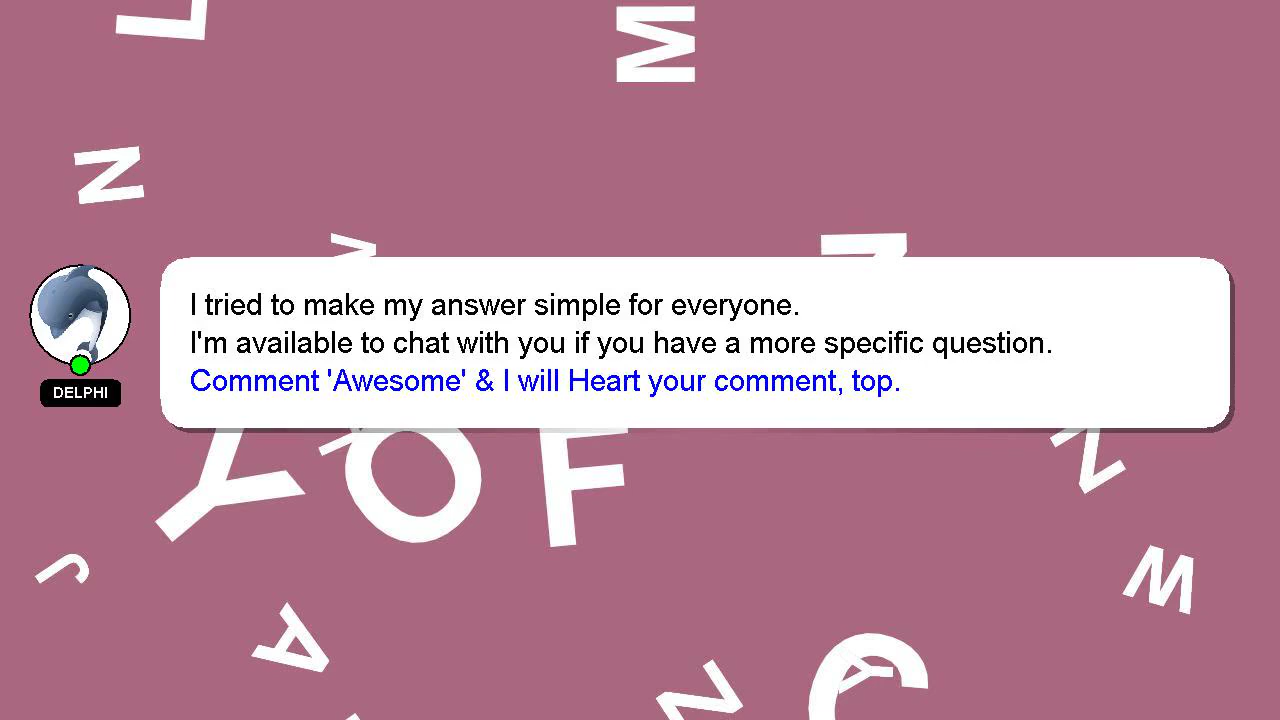 L
M
N
V
N
I tried to make my answer simple for everyone.
I'm available to chat with you if you have a more specific question.
Comment 'Awesome' & I will Heart your comment, top.
DELPHI
Y
O
F
Z
J
W
A
N
C
A